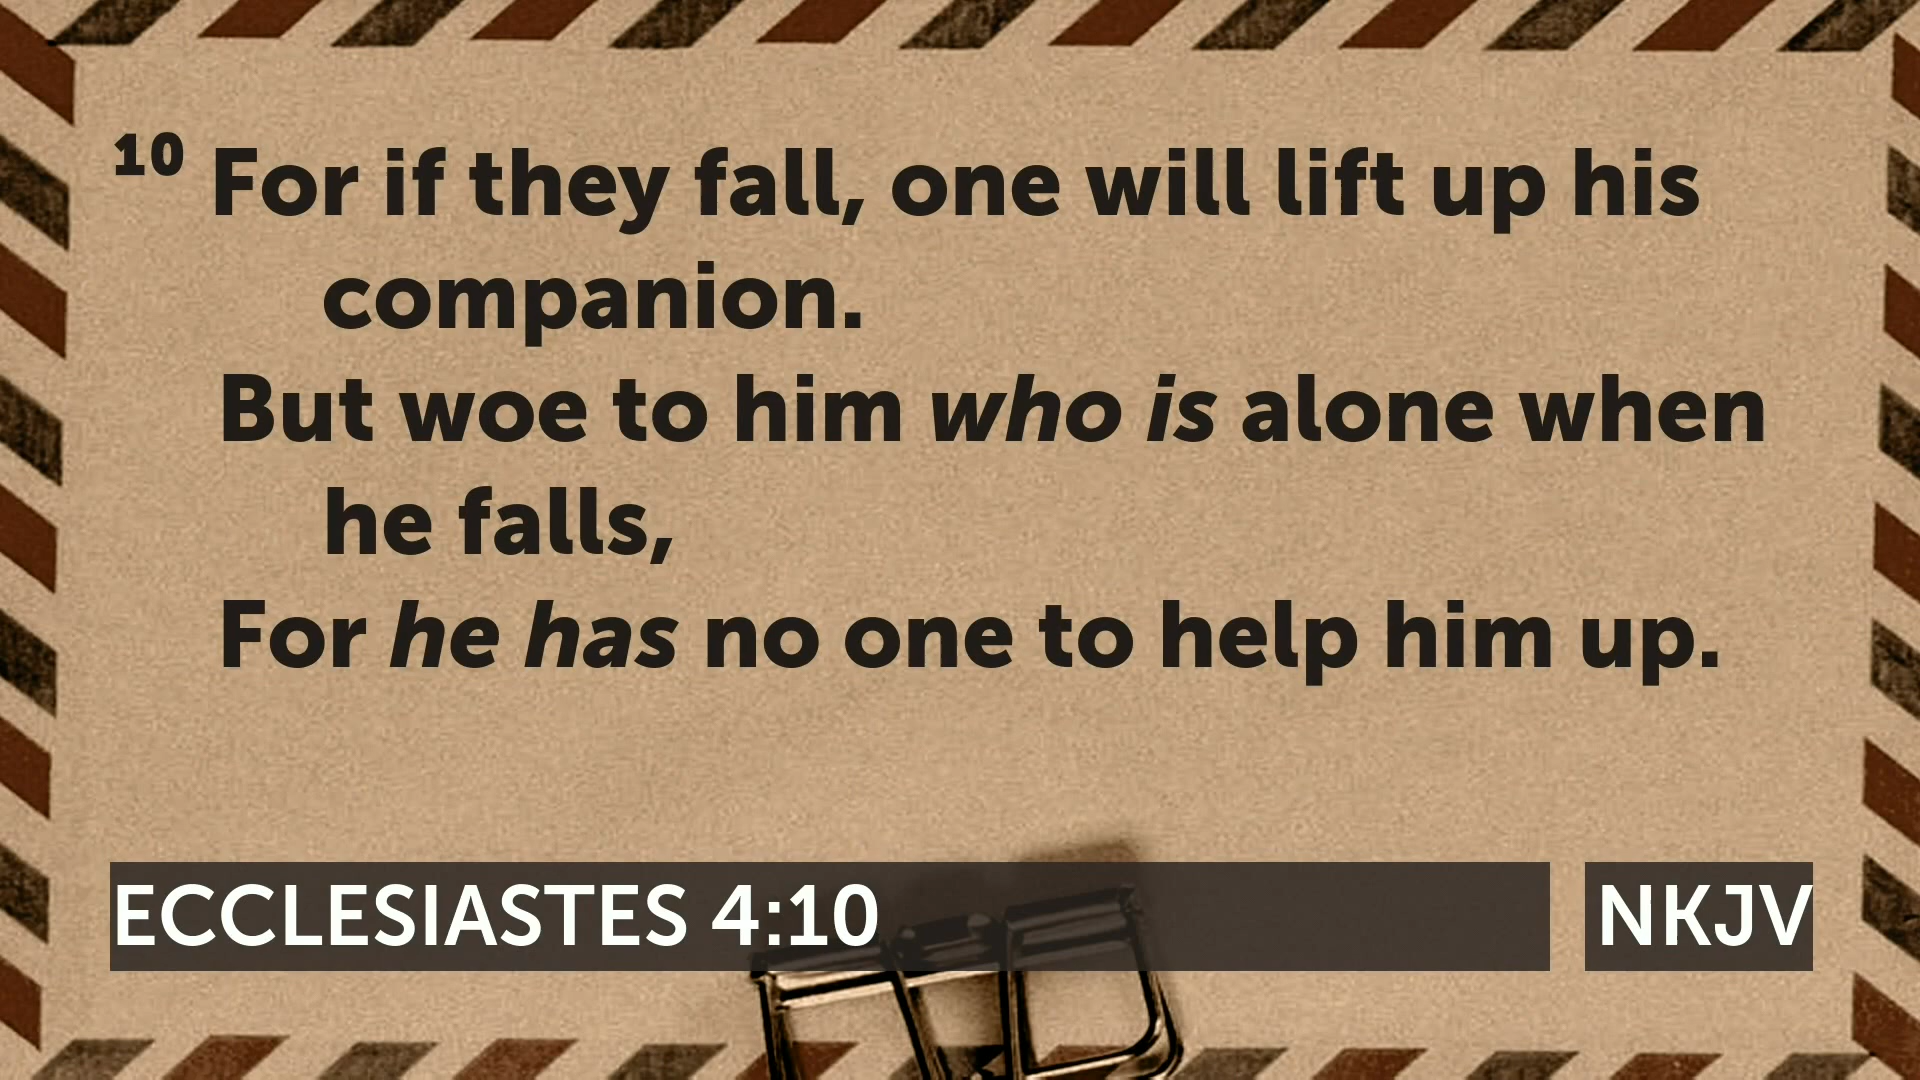 10 For if they fall, one will lift up his
companion.
But woe to him who is alone when
he falls,
For he has no one to help him up.
ECCLESIASTES 4:10 NKJV